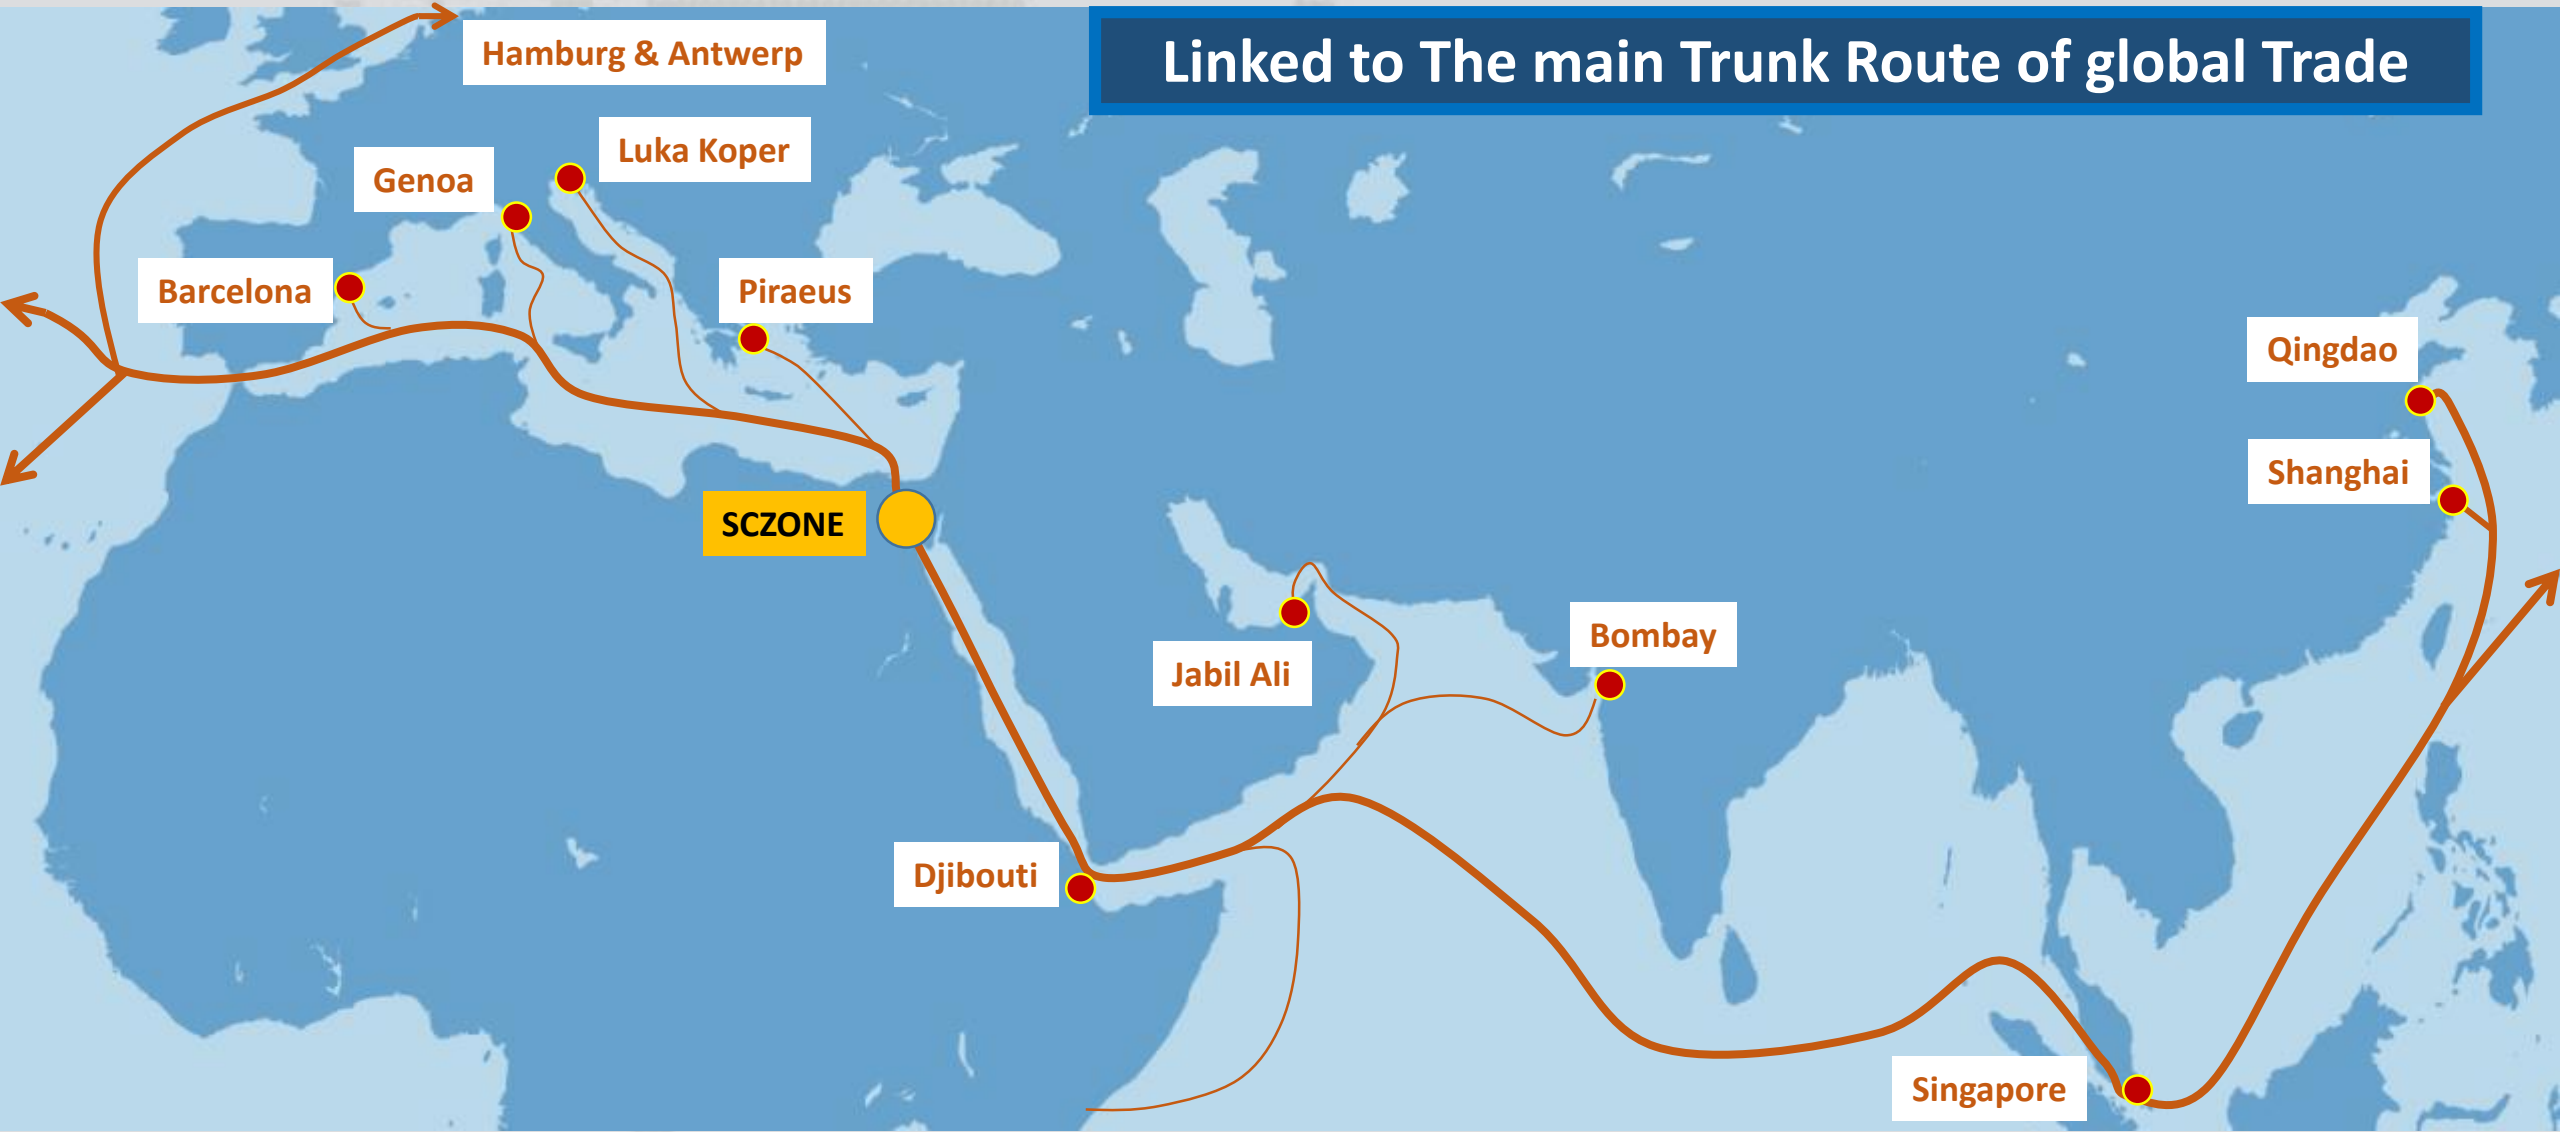 Linked to The main Trunk Route of global Trade
Hamburg & Antwerp
Luka Koper
Genoa
Barcelona
Piraeus
Qingdao
Shanghai
SCZONE
Bombay
Jabil Ali
Djibouti
Singapore